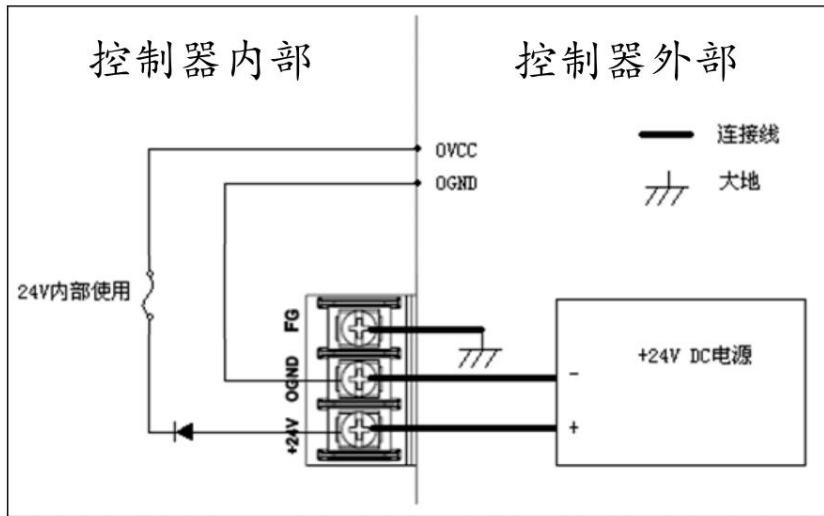 控制器内部
控制器外部
OVCC
OGND
连接线
大地
24V内部使用
FG
OGND
+24V
+24V DC电源
-
+